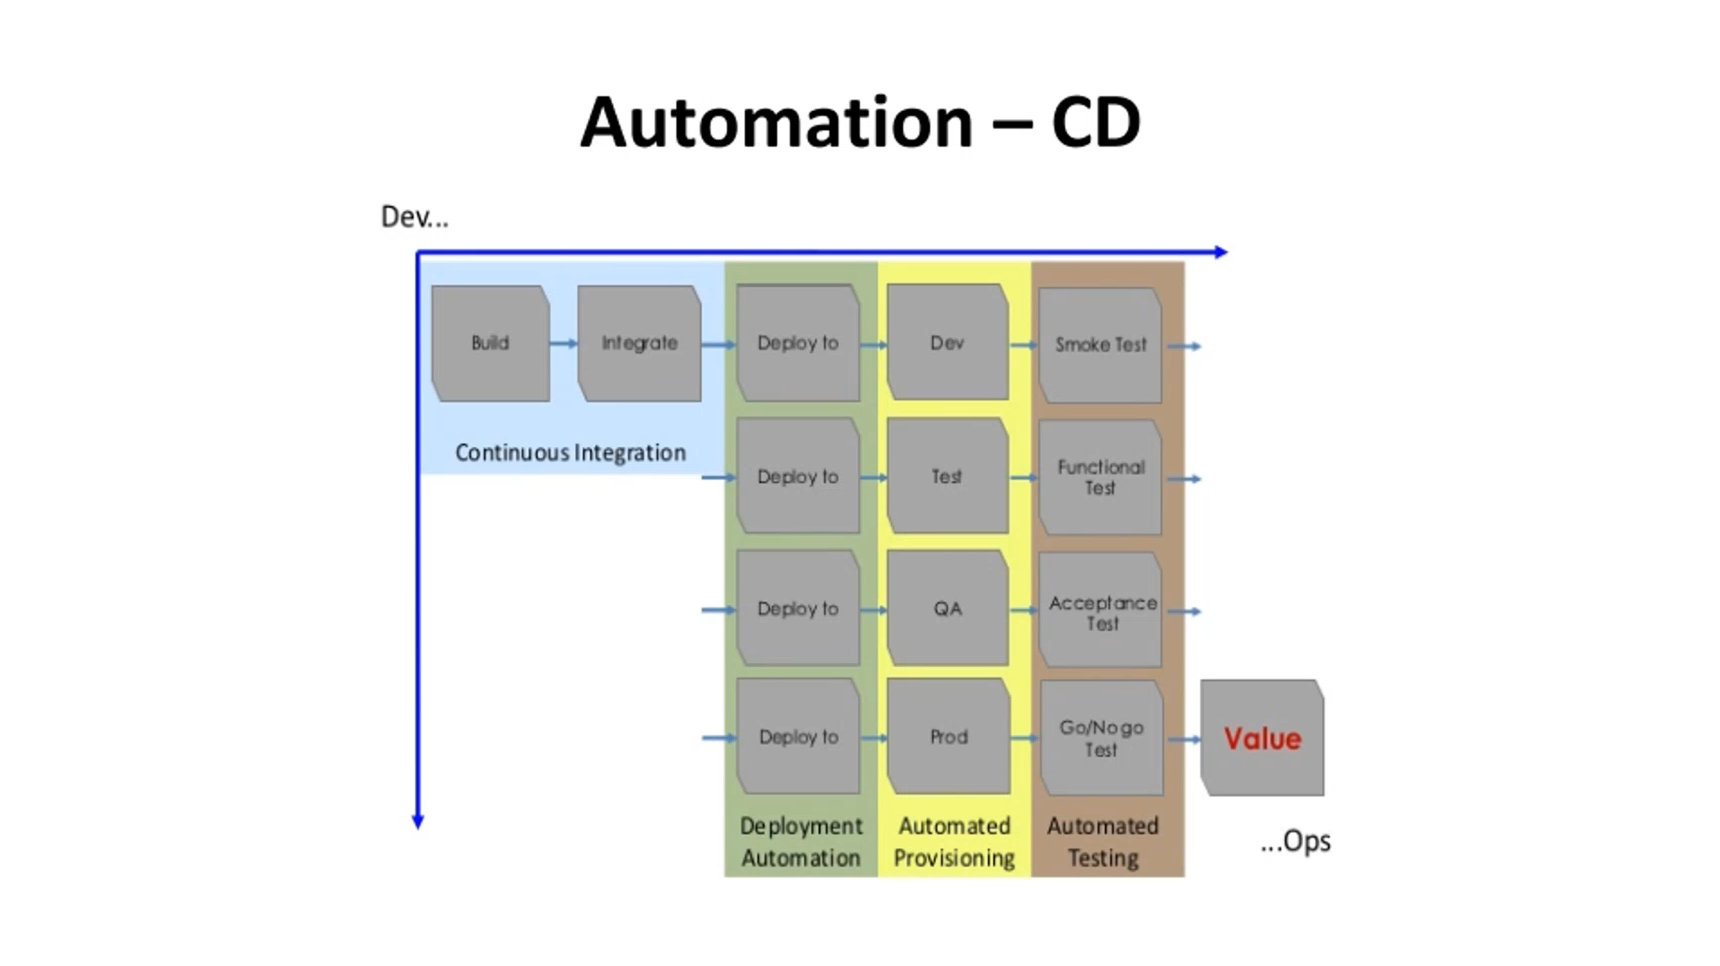 Automation – CD
Dev...
Build
Integrate
Deploy to
Dev
Smoke Test
Continuous Integration
Deploy to
Test
Functional
Test
Deploy to
QA
Acceptance
Test
Deploy to
Prod
Go/No go
Test
Value
Deployment
Automation
Automated
Provisioning
Automated
Testing
...Ops